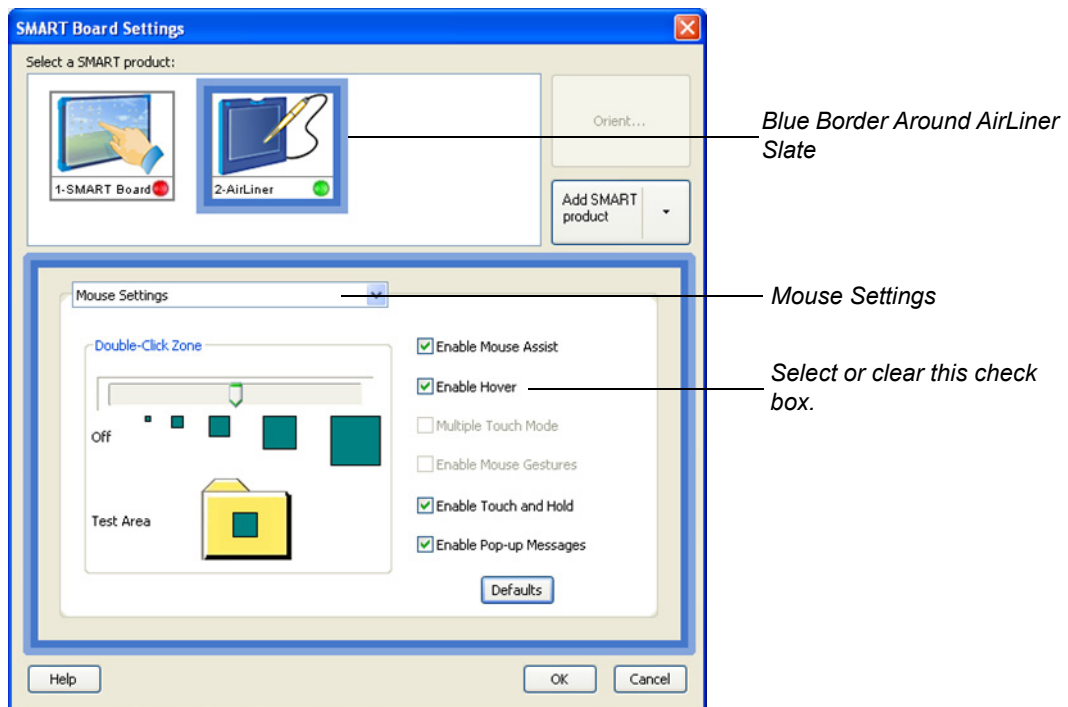 SMART Board Settings
Select a SMART product:
1-SMART Board
2-AirLiner
Orient...
Add SMART
product
Blue Border Around AirLiner
Slate
Mouse Settings
Mouse Settings
Double-Click Zone
Off
Test Area
Enable Mouse Assist
Enable Hover
Select or clear this check
box.
Multiple Touch Mode
Enable Mouse Gestures
Enable Touch and Hold
Enable Pop-up Messages
Defaults
Help
OK
Cancel